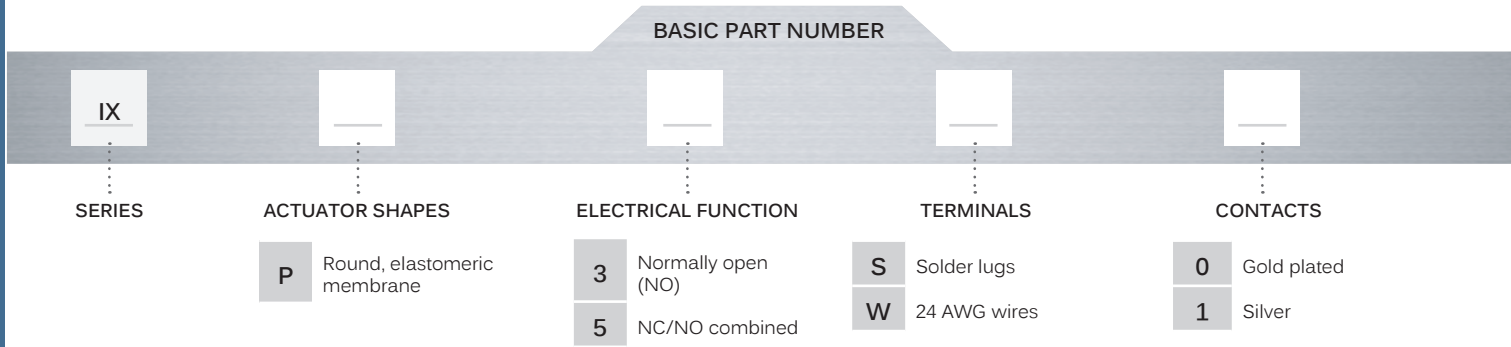 BASIC PART NUMBER
IX
SERIES
ACTUATOR SHAPES
P Round, elastomeric
membrane
ELECTRICAL FUNCTION
3 Normally open
(NO)
5 NC/NO combined
TERMINALS
S Solder lugs
W 24 AWG wires
CONTACTS
0 Gold plated
1 Silver